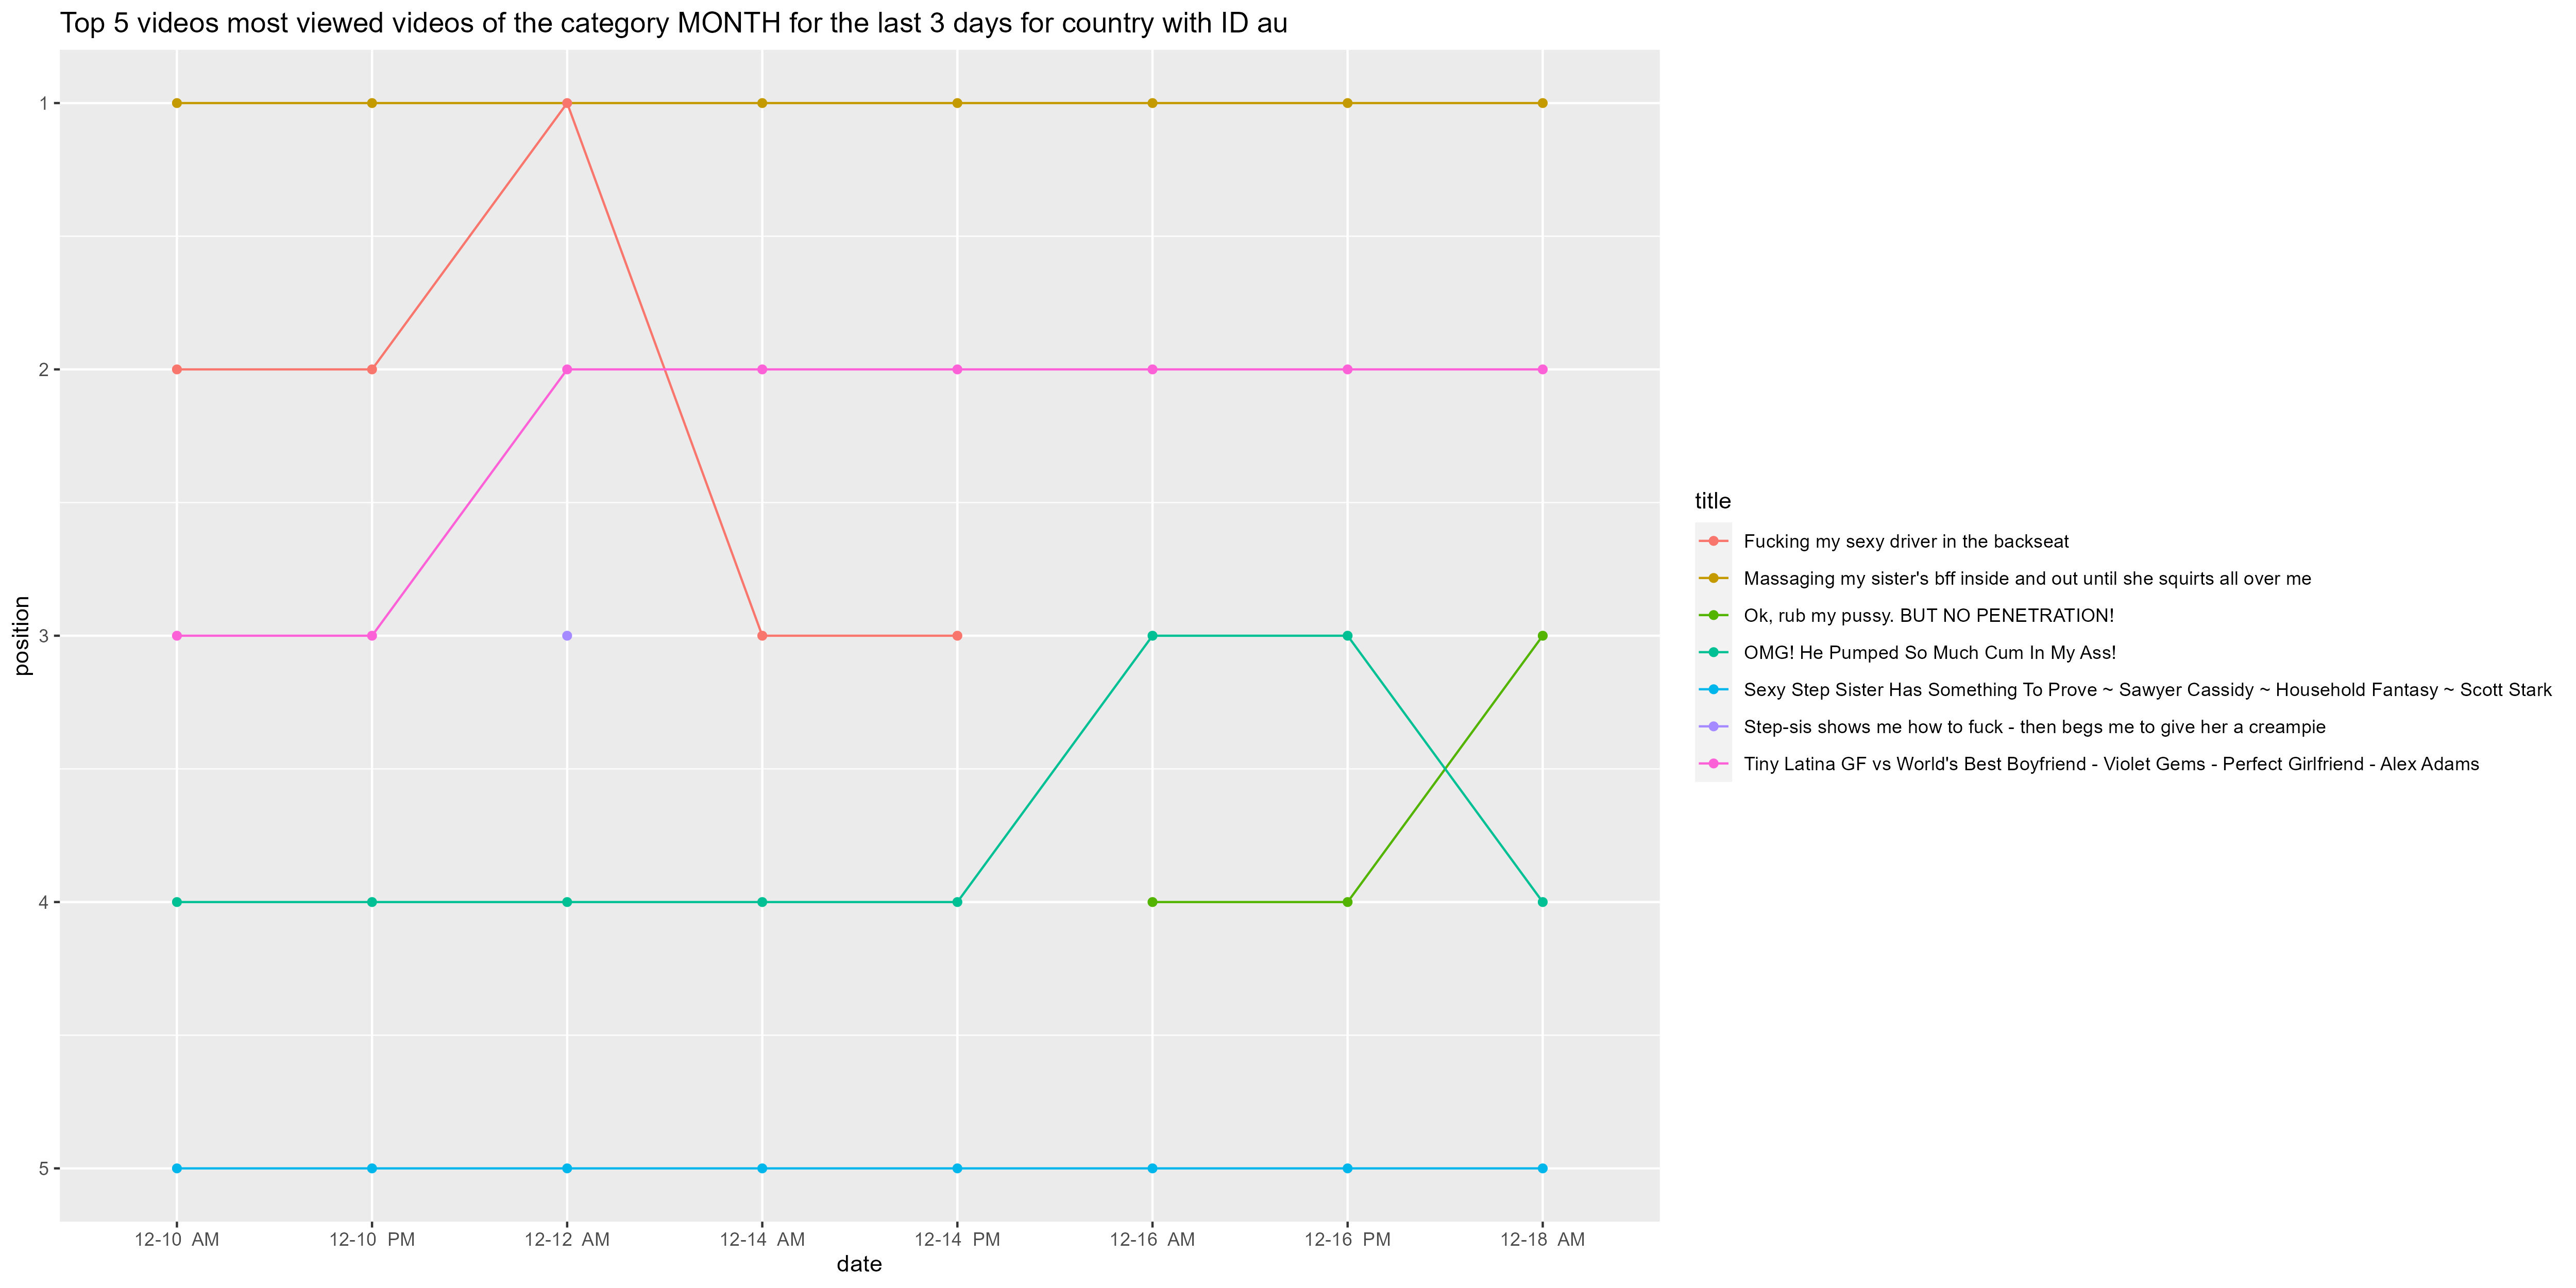 Top 5 videos most viewed videos of the category MONTH for the last 3 days for country with ID au
position
1
2
3
4
5
12-10 AM
12-10 PM
12-12 AM
12-14 AM
12-14 PM
12-16 AM
12-16 PM
12-18 AM
date
title
Fucking my sexy driver in the backseat
Massaging my sister's bff inside and out until she squirts all over me
Ok, rub my pussy. BUT NO PENETRATION!
OMG! He Pumped So Much Cum In My Ass!
Sexy Step Sister Has Something To Prove ~ Sawyer Cassidy ~ Household Fantasy ~ Scott Stark
Step-sis shows me how to fuck - then begs me to give her a creampie
Tiny Latina GF vs World's Best Boyfriend - Violet Gems - Perfect Girlfriend - Alex Adams